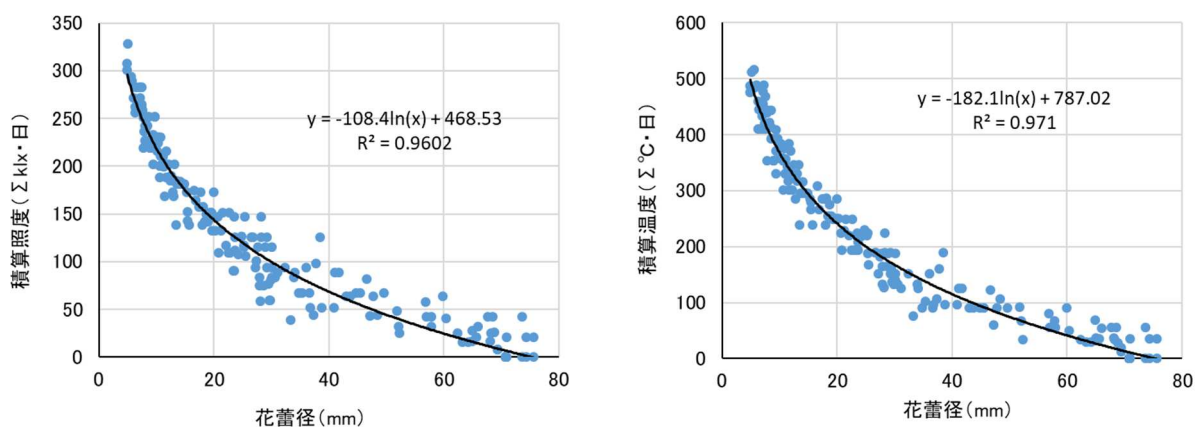 350
300
250
200
150
100
50
0
積算照度(Σklx・日)
y = -108.4ln(x) + 468.53
R² = 0.9602
0 20 40 60 80
花蕾径(mm)
600
500
400
300
200
100
0
積算温度(Σ℃・日)
y = -182.1ln(x) + 787.02
R² = 0.971
0 20 40 60 80
花蕾径(mm)